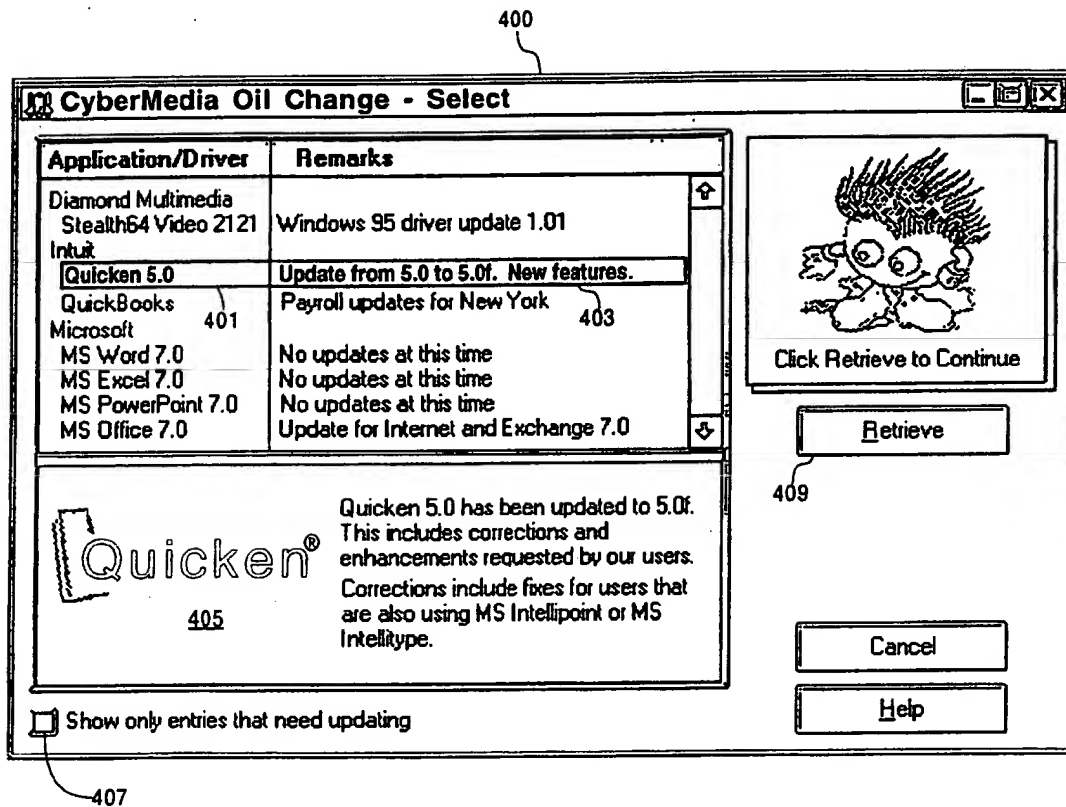 400
CyberMedia Oil Change - Select
Application/Driver Remarks
Diamond Multimedia
Stealth64 Video 2121 Windows 95 driver update 1.01
Intuit
Quicken 5.0 Update from 5.0 to 5.0f. New features.
QuickBooks Payroll updates for New York
401 403
Microsoft
MS Word 7.0 No updates at this time
MS Excel 7.0 No updates at this time
MS PowerPoint 7.0 No updates at this time
MS Office 7.0 Update for Internet and Exchange 7.0
Click Retrieve to Continue
Retrieve
409
Quicken®
405
Quicken 5.0 has been updated to 5.0f.
This includes corrections and
enhancements requested by our users.
Corrections include fixes for users that
are also using MS Intellipoint or MS
Intellitype.
Cancel
Help
Show only entries that need updating
407